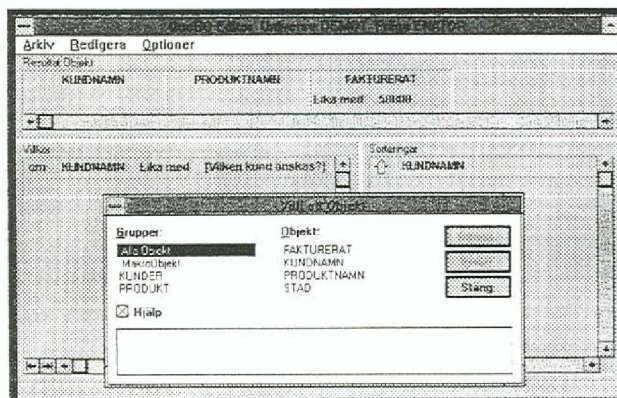 Arkiv Redigera Optioner
Resultat Objekt
KUNDNAMN PRODUKTNAMN FAKTURERAT
Lika med 50000
Villkor
om KUNDNAMN Lika med [Vilken kund önskas?]
Sorteringar
KUNDNAMN
Välj ett Objekt
Grupper:
Alla Objekt
MakroObjekt
KUNDER
PRODUKT
Hjälp
Objekt:
FAKTURERAT
KUNDNAMN
PRODUKTNAMN
STAD
Stäng